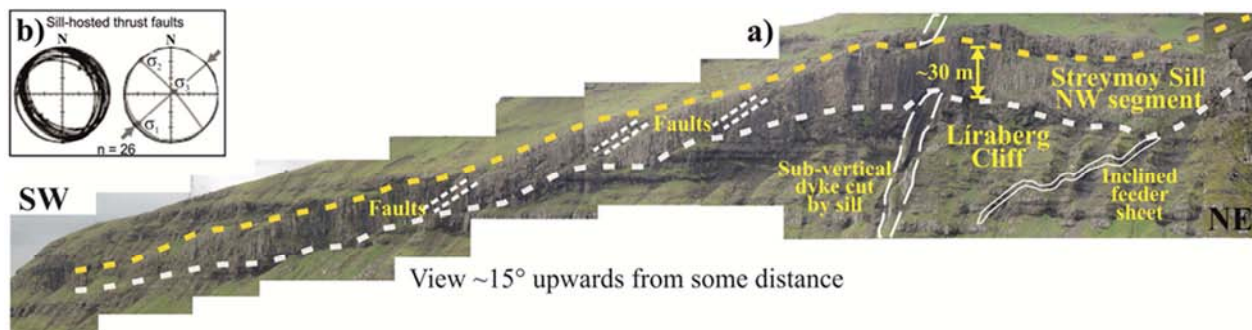 b)
Sill-hosted thrust faults
N
N
σ2
σ3
σ1
n = 26
a)
~30 m
Streymoy Sill
NW segment
Faults
Líraberg
Cliff
Sub-vertical
dyke cut
by sill
Inclined
feeder
sheet
SW
Faults
NE
View ~15° upwards from some distance